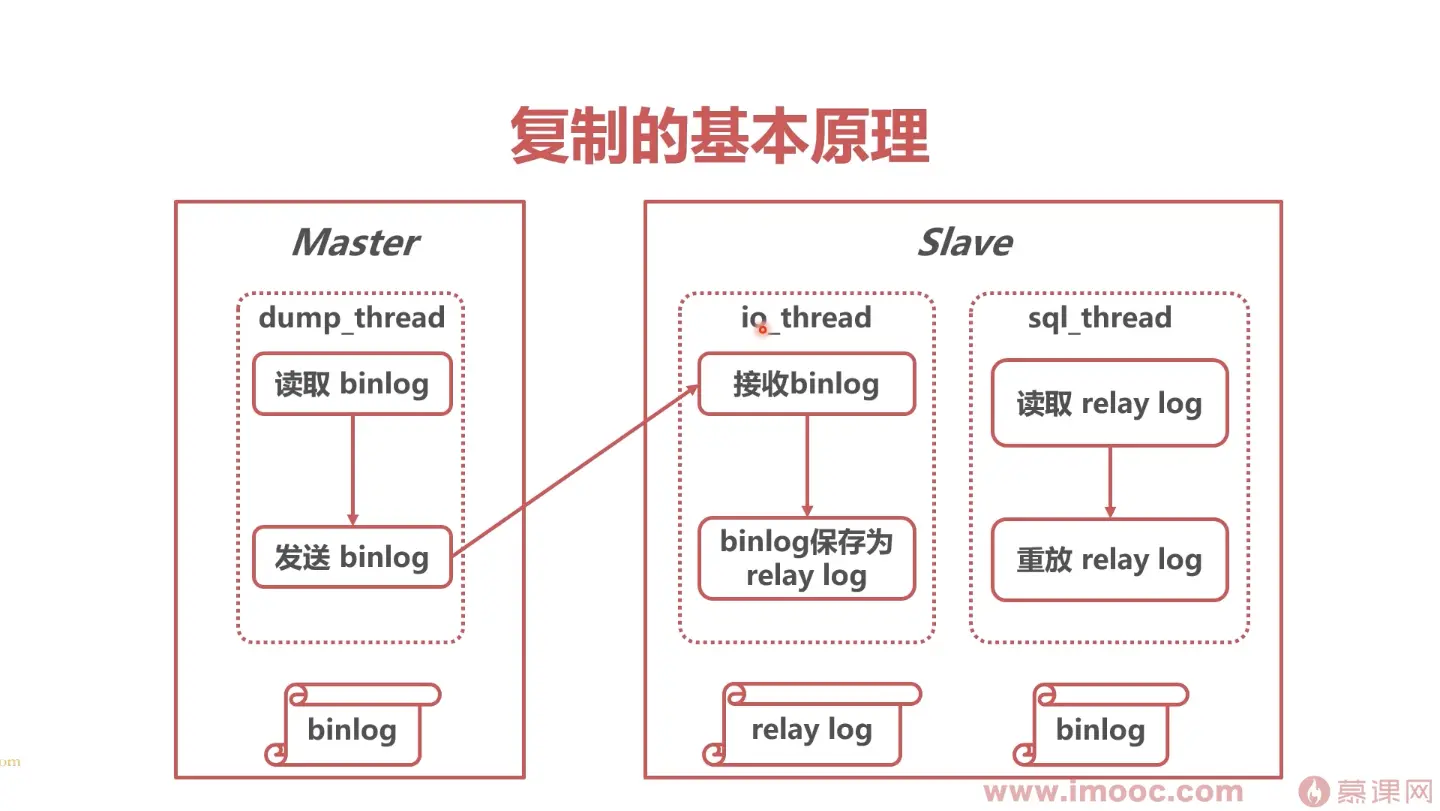 复制的基本原理
Master
dump_thread
读取 binlog
发送 binlog
binlog
Slave
io_thread
接收binlog
binlog保存为
relay log
relay log
sql_thread
读取 relay log
重放 relay log
binlog
om
www.imooc.com
慕课网